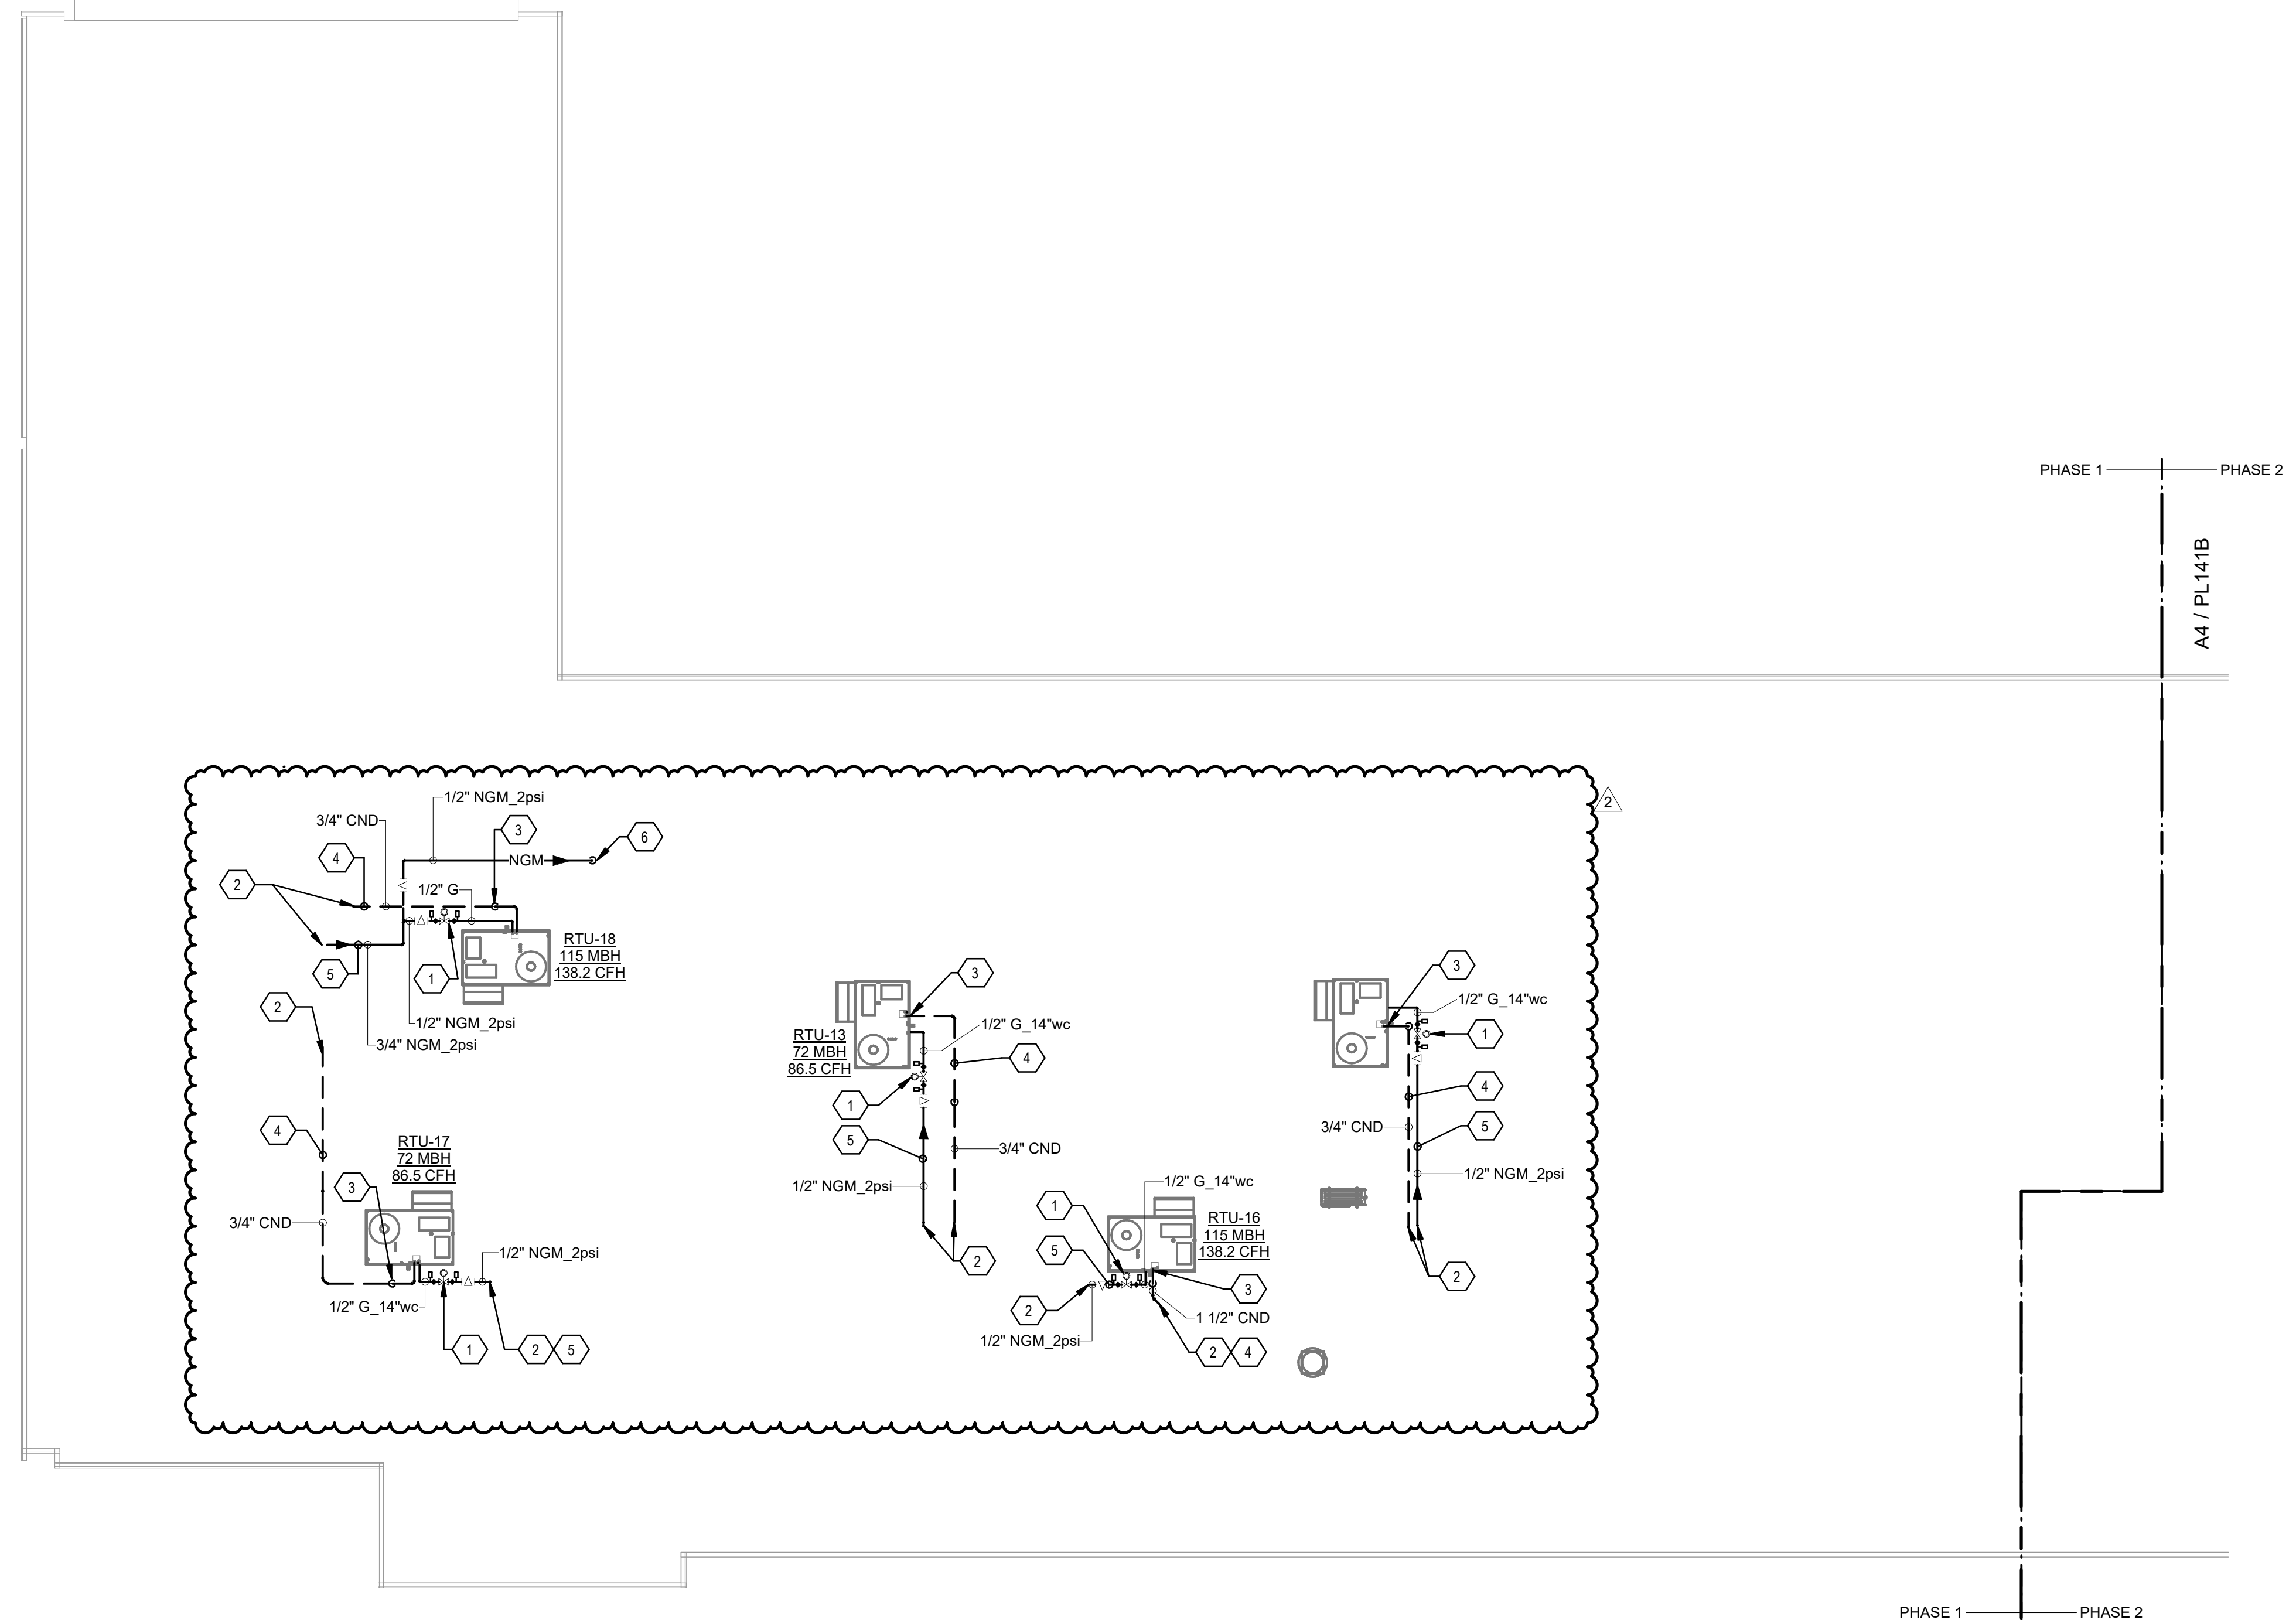 PHASE 1
PHASE 2
A4 / PL141B
1/2" NGM_2psi
2
3/4" CND
3
6
4
NGM
2
1/2" G
RTU-18
115 MBH
138.2 CFH
5
1
1/2" NGM_2psi
3/4" NGM_2psi
2
4
RTU-17
72 MBH
86.5 CFH
3
3/4" CND
1/2" NGM_2psi
1/2" G_14"wc
1
2
5
3
1/2" G_14"wc
RTU-13
72 MBH
86.5 CFH
4
1
5
3/4" CND
1/2" NGM_2psi
2
1/2" G_14"wc
1
RTU-16
115 MBH
138.2 CFH
5
3
2
1 1/2" CND
1/2" NGM_2psi
2
4
3
1/2" G_14"wc
1
4
3/4" CND
5
1/2" NGM_2psi
2
PHASE 1
PHASE 2